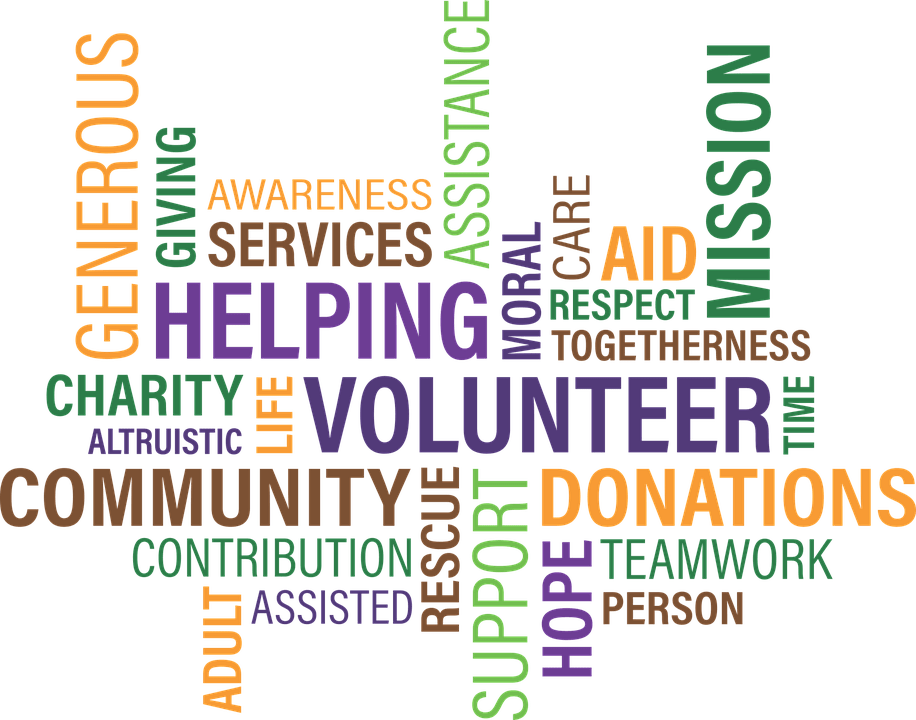 GENEROUS
GIVING
AWARENESS
SERVICES
ASSISTANCE
HELPING
MORAL
CARE
AID
MISSION
RESPECT
TOGETHERNESS
CHARITY
ALTRUISTIC
LIFE
VOLUNTEER
TIME
COMMUNITY
RESCUE
SUPPORT
DONATIONS
CONTRIBUTION
HOPE
TEAMWORK
ADULT
ASSISTED
PERSON